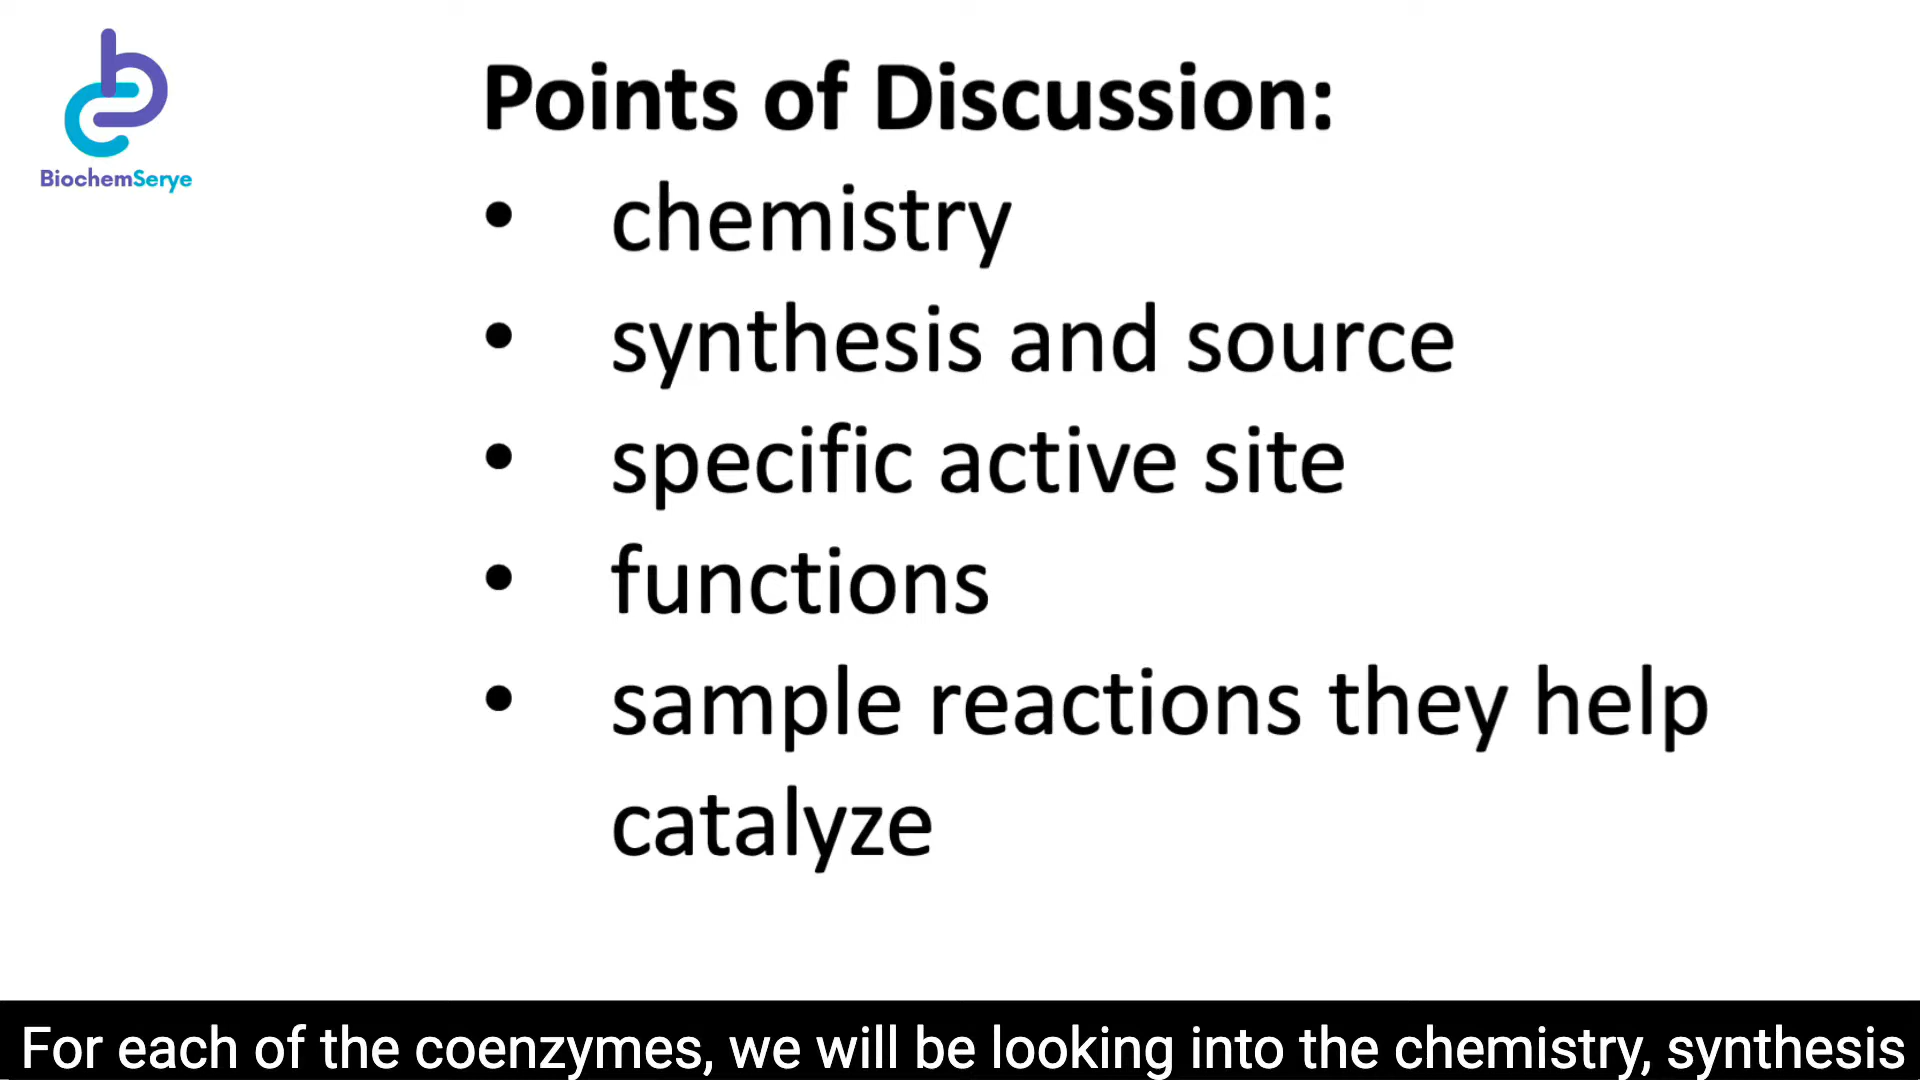 BiochemSerye
Points of Discussion:
• chemistry
• synthesis and source
• specific active site
• functions
• sample reactions they help
catalyze
For each of the coenzymes, we will be looking into the chemistry, synthesis